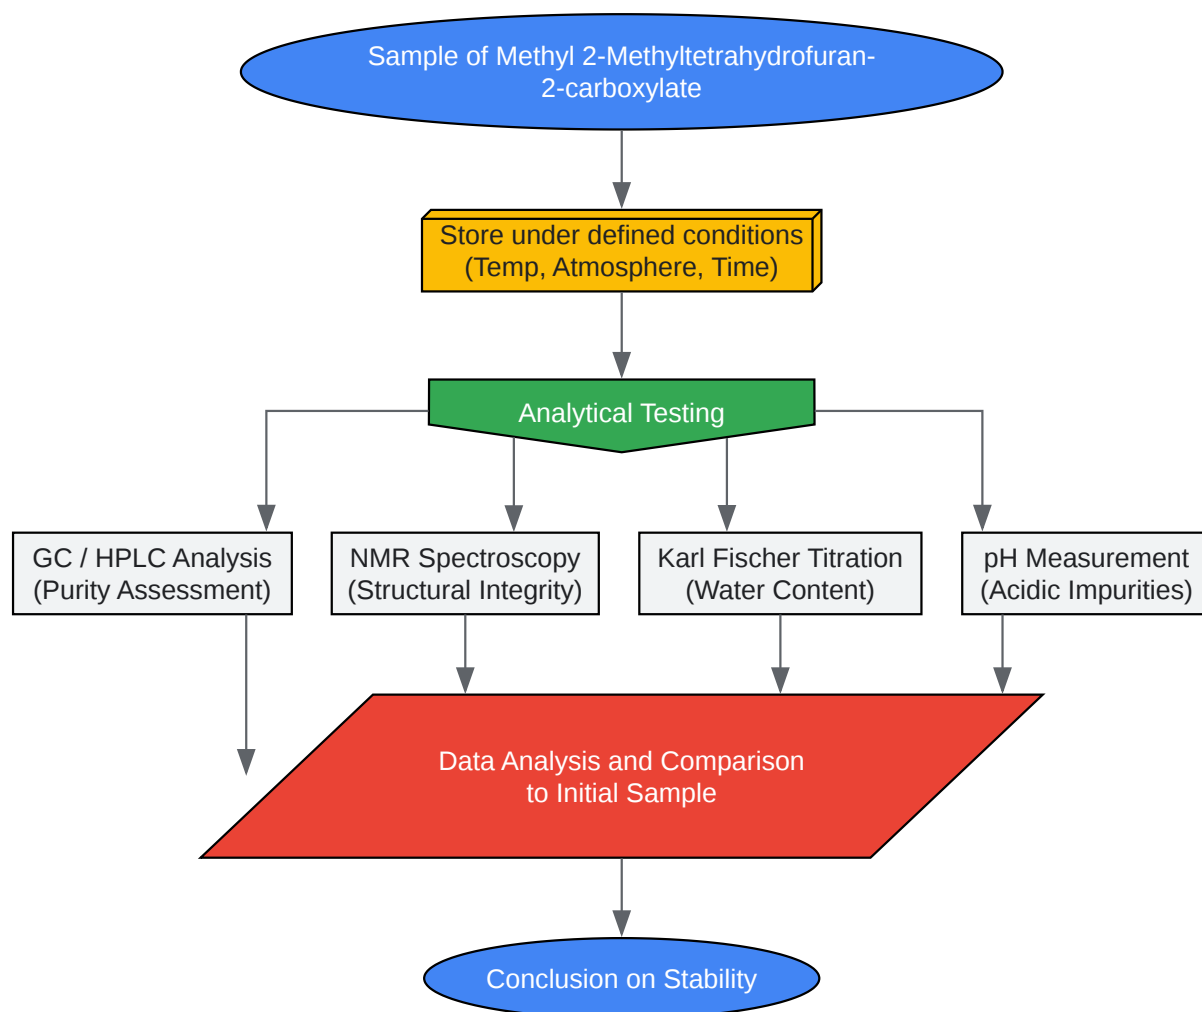 Sample of Methyl 2-Methyltetrahydrofuran-
2-carboxylate
Store under defined conditions
(Temp, Atmosphere, Time)
Analytical Testing
GC / HPLC Analysis
(Purity Assessment)
NMR Spectroscopy
(Structural Integrity)
Karl Fischer Titration
(Water Content)
pH Measurement
(Acidic Impurities)
Data Analysis and Comparison
to Initial Sample
Conclusion on Stability